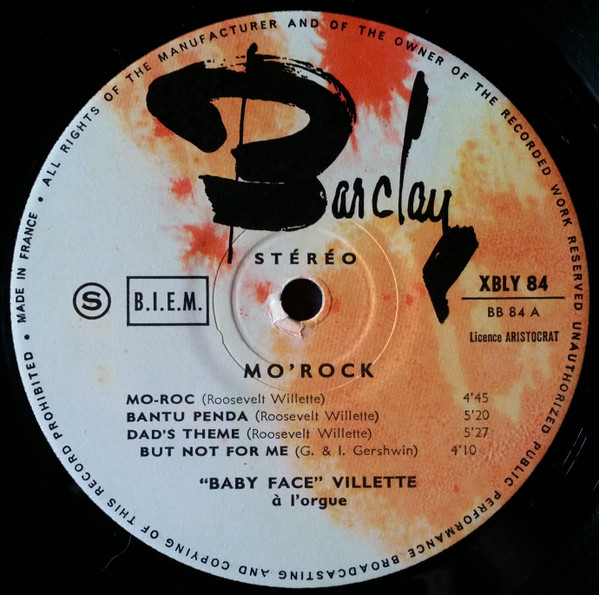 ALL RIGHTS OF THE MANUFACTURER AND OF THE OWNER OF THE RECORDED WORK RESERVED UNAUTHORIZED PUBLIC PERFORMANCE BROADCASTING AND COPYING OF THIS RECORD PROHIBITED • MADE IN FRANCE •
Barclay
STÉRÉO
S B.I.E.M.
XBLY 84
BB 84 A
Licence ARISTOCRAT
MO'ROCK
MO-ROC (Roosevelt Willette) 4'45
BANTU PENDA (Roosevelt Willette) 5'20
DAD'S THEME (Roosevelt Willette) 5'27
BUT NOT FOR ME (G. & I. Gershwin) 4'10
"BABY FACE" VILLETTE
à l'orgue